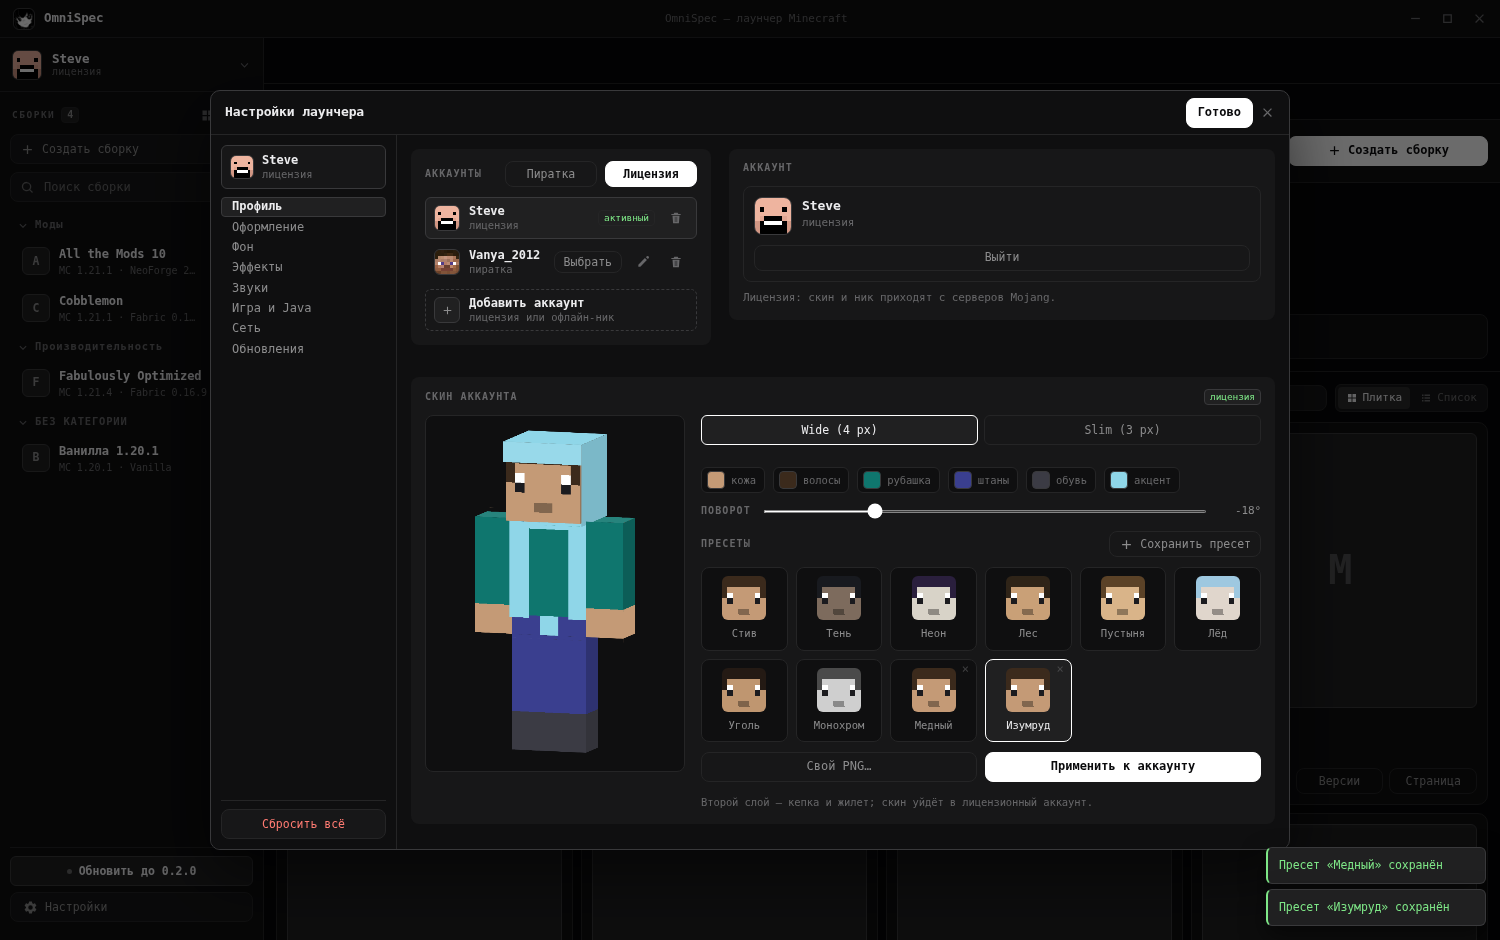 OmniSpec
OmniSpec — лаунчер Minecraft
Steve
лицензия
СБОРКИ 4
+ Создать сборку
Поиск сборки
Моды
A
All the Mods 10
MC 1.21.1 · NeoForge 2…
C
Cobblemon
MC 1.21.1 · Fabric 0.1…
Производительность
F
Fabulously Optimized
MC 1.21.4 · Fabric 0.16.9
БЕЗ КАТЕГОРИИ
В
Ванилла 1.20.1
MC 1.20.1 · Vanilla
Обновить до 0.2.0
Настройки
Настройки лаунчера
Готово
Steve
лицензия
Профиль
Оформление
Фон
Эффекты
Звуки
Игра и Java
Сеть
Обновления
Сбросить всё
АККАУНТЫ
Пиратка
Лицензия
Steve
лицензия
активный
Vanya_2012
пиратка
Выбрать
+
Добавить аккаунт
лицензия или офлайн-ник
АККАУНТ
Steve
лицензия
Выйти
Лицензия: скин и ник приходят с серверов Mojang.
СКИН АККАУНТА
лицензия
Wide (4 px)
Slim (3 px)
кожа
волосы
рубашка
штаны
обувь
акцент
ПОВОРОТ
-18°
ПРЕСЕТЫ
+ Сохранить пресет
Стив
Тень
Неон
Лес
Пустыня
Лёд
Уголь
Монохром
Медный
Изумруд
Свой PNG…
Применить к аккаунту
Второй слой — кепка и жилет; скин уйдёт в лицензионный аккаунт.
+ Создать сборку
Плитка
Список
M
Версии
Страница
Пресет «Медный» сохранён
Пресет «Изумруд» сохранён